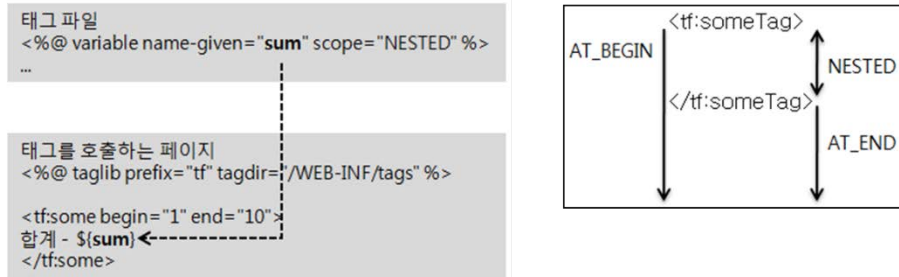 태그 파일
<%@ variable name-given="sum" scope="NESTED" %>
...
태그를 호출하는 페이지
<%@ taglib prefix="tf" tagdir="/WEB-INF/tags" %>
<tf:some begin="1" end="10">
합계 - ${sum}
</tf:some>
<tf:someTag>
AT_BEGIN
NESTED
</tf:someTag>
AT_END